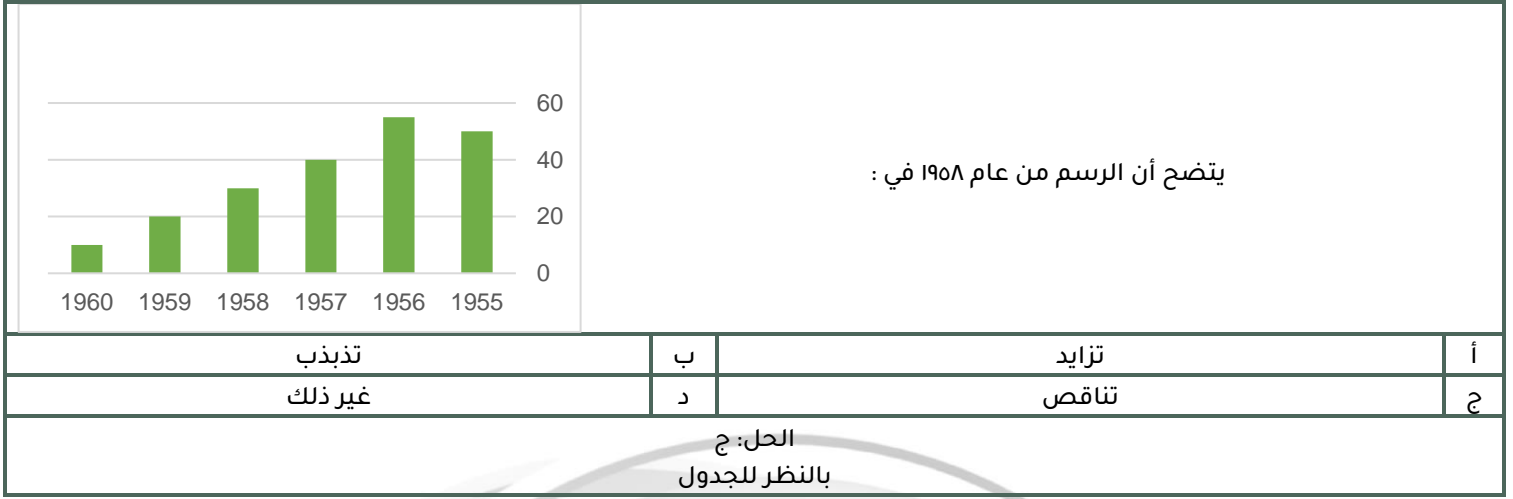 يتضح أن الرسم من عام ١٩٥٨ في :
60
40
20
0
1960 1959 1958 1957 1956 1955
أ تزايد ب تذبذب
ج تناقص د غير ذلك
الحل: ج
بالنظر للجدول